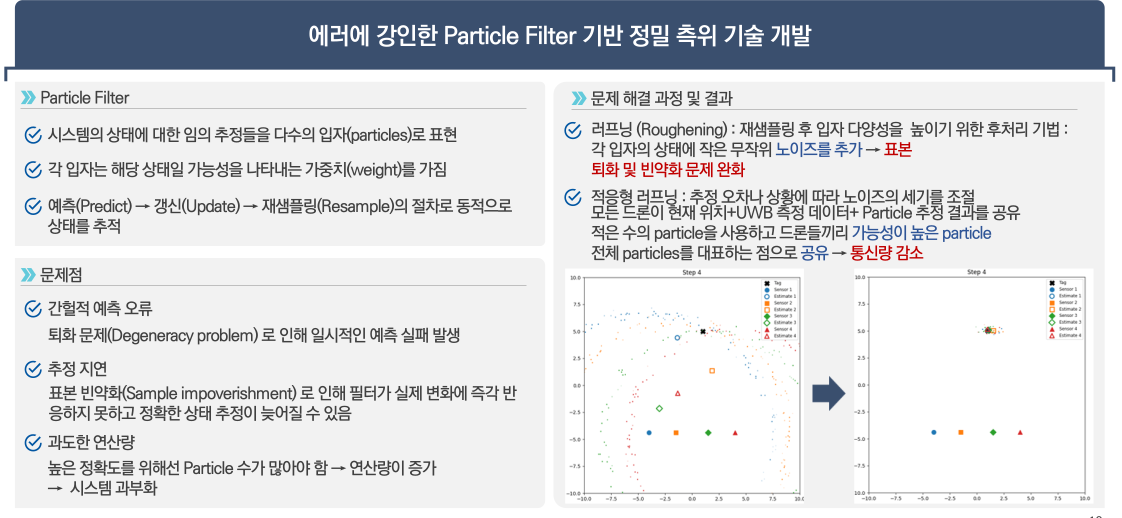 에러에 강인한 Particle Filter 기반 정밀 측위 기술 개발
Particle Filter
시스템의 상태에 대한 임의 추정들을 다수의 입자(particles)로 표현
각 입자는 해당 상태일 가능성을 나타내는 가중치(weight)를 가짐
예측(Predict) → 갱신(Update) → 재샘플링(Resample)의 절차로 동적으로
상태를 추적
문제점
간헐적 예측 오류
퇴화 문제(Degeneracy problem) 로 인해 일시적인 예측 실패 발생
추정 지연
표본 빈약화(Sample impoverishment) 로 인해 필터가 실제 변화에 즉각 반
응하지 못하고 정확한 상태 추정이 늦어질 수 있음
과도한 연산량
높은 정확도를 위해선 Particle 수가 많아야 함 → 연산량이 증가
→ 시스템 과부화
문제 해결 과정 및 결과
러프닝 (Roughening) : 재샘플링 후 입자 다양성을 높이기 위한 후처리 기법 :
각 입자의 상태에 작은 무작위 노이즈를 추가 → 표본
퇴화 및 빈약화 문제 완화
적응형 러프닝 : 추정 오차나 상황에 따라 노이즈의 세기를 조절
모든 드론이 현재 위치+UWB 측정 데이터+ Particle 추정 결과를 공유
적은 수의 particle을 사용하고 드론들끼리 가능성이 높은 particle
전체 particles를 대표하는 점으로 공유 → 통신량 감소
Step 4
10.0
7.5
5.0
2.5
0.0
−2.5
−5.0
−7.5
−10.0
−10.0 −7.5 −5.0 −2.5 0.0 2.5 5.0 7.5 10.0
Tag
Sensor 1
Estimate 1
Sensor 2
Estimate 2
Sensor 3
Estimate 3
Sensor 4
Estimate 4
Step 4
10.0
7.5
5.0
2.5
0.0
−2.5
−5.0
−7.5
−10.0
−10.0 −7.5 −5.0 −2.5 0.0 2.5 5.0 7.5 10.0
Tag
Sensor 1
Estimate 1
Sensor 2
Estimate 2
Sensor 3
Estimate 3
Sensor 4
Estimate 4